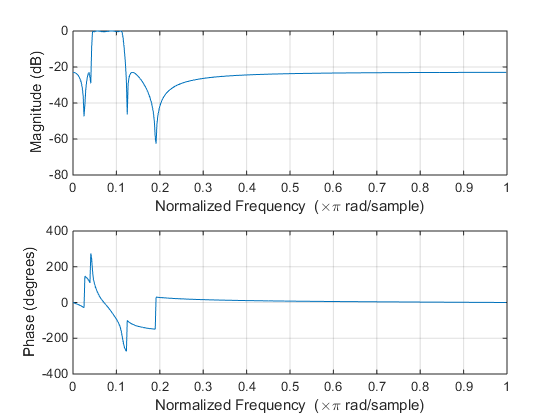 0
-20
-40
-60
-80
Magnitude (dB)
0 0.1 0.2 0.3 0.4 0.5 0.6 0.7 0.8 0.9 1
Normalized Frequency (×π rad/sample)
400
200
0
-200
-400
Phase (degrees)
0 0.1 0.2 0.3 0.4 0.5 0.6 0.7 0.8 0.9 1
Normalized Frequency (×π rad/sample)